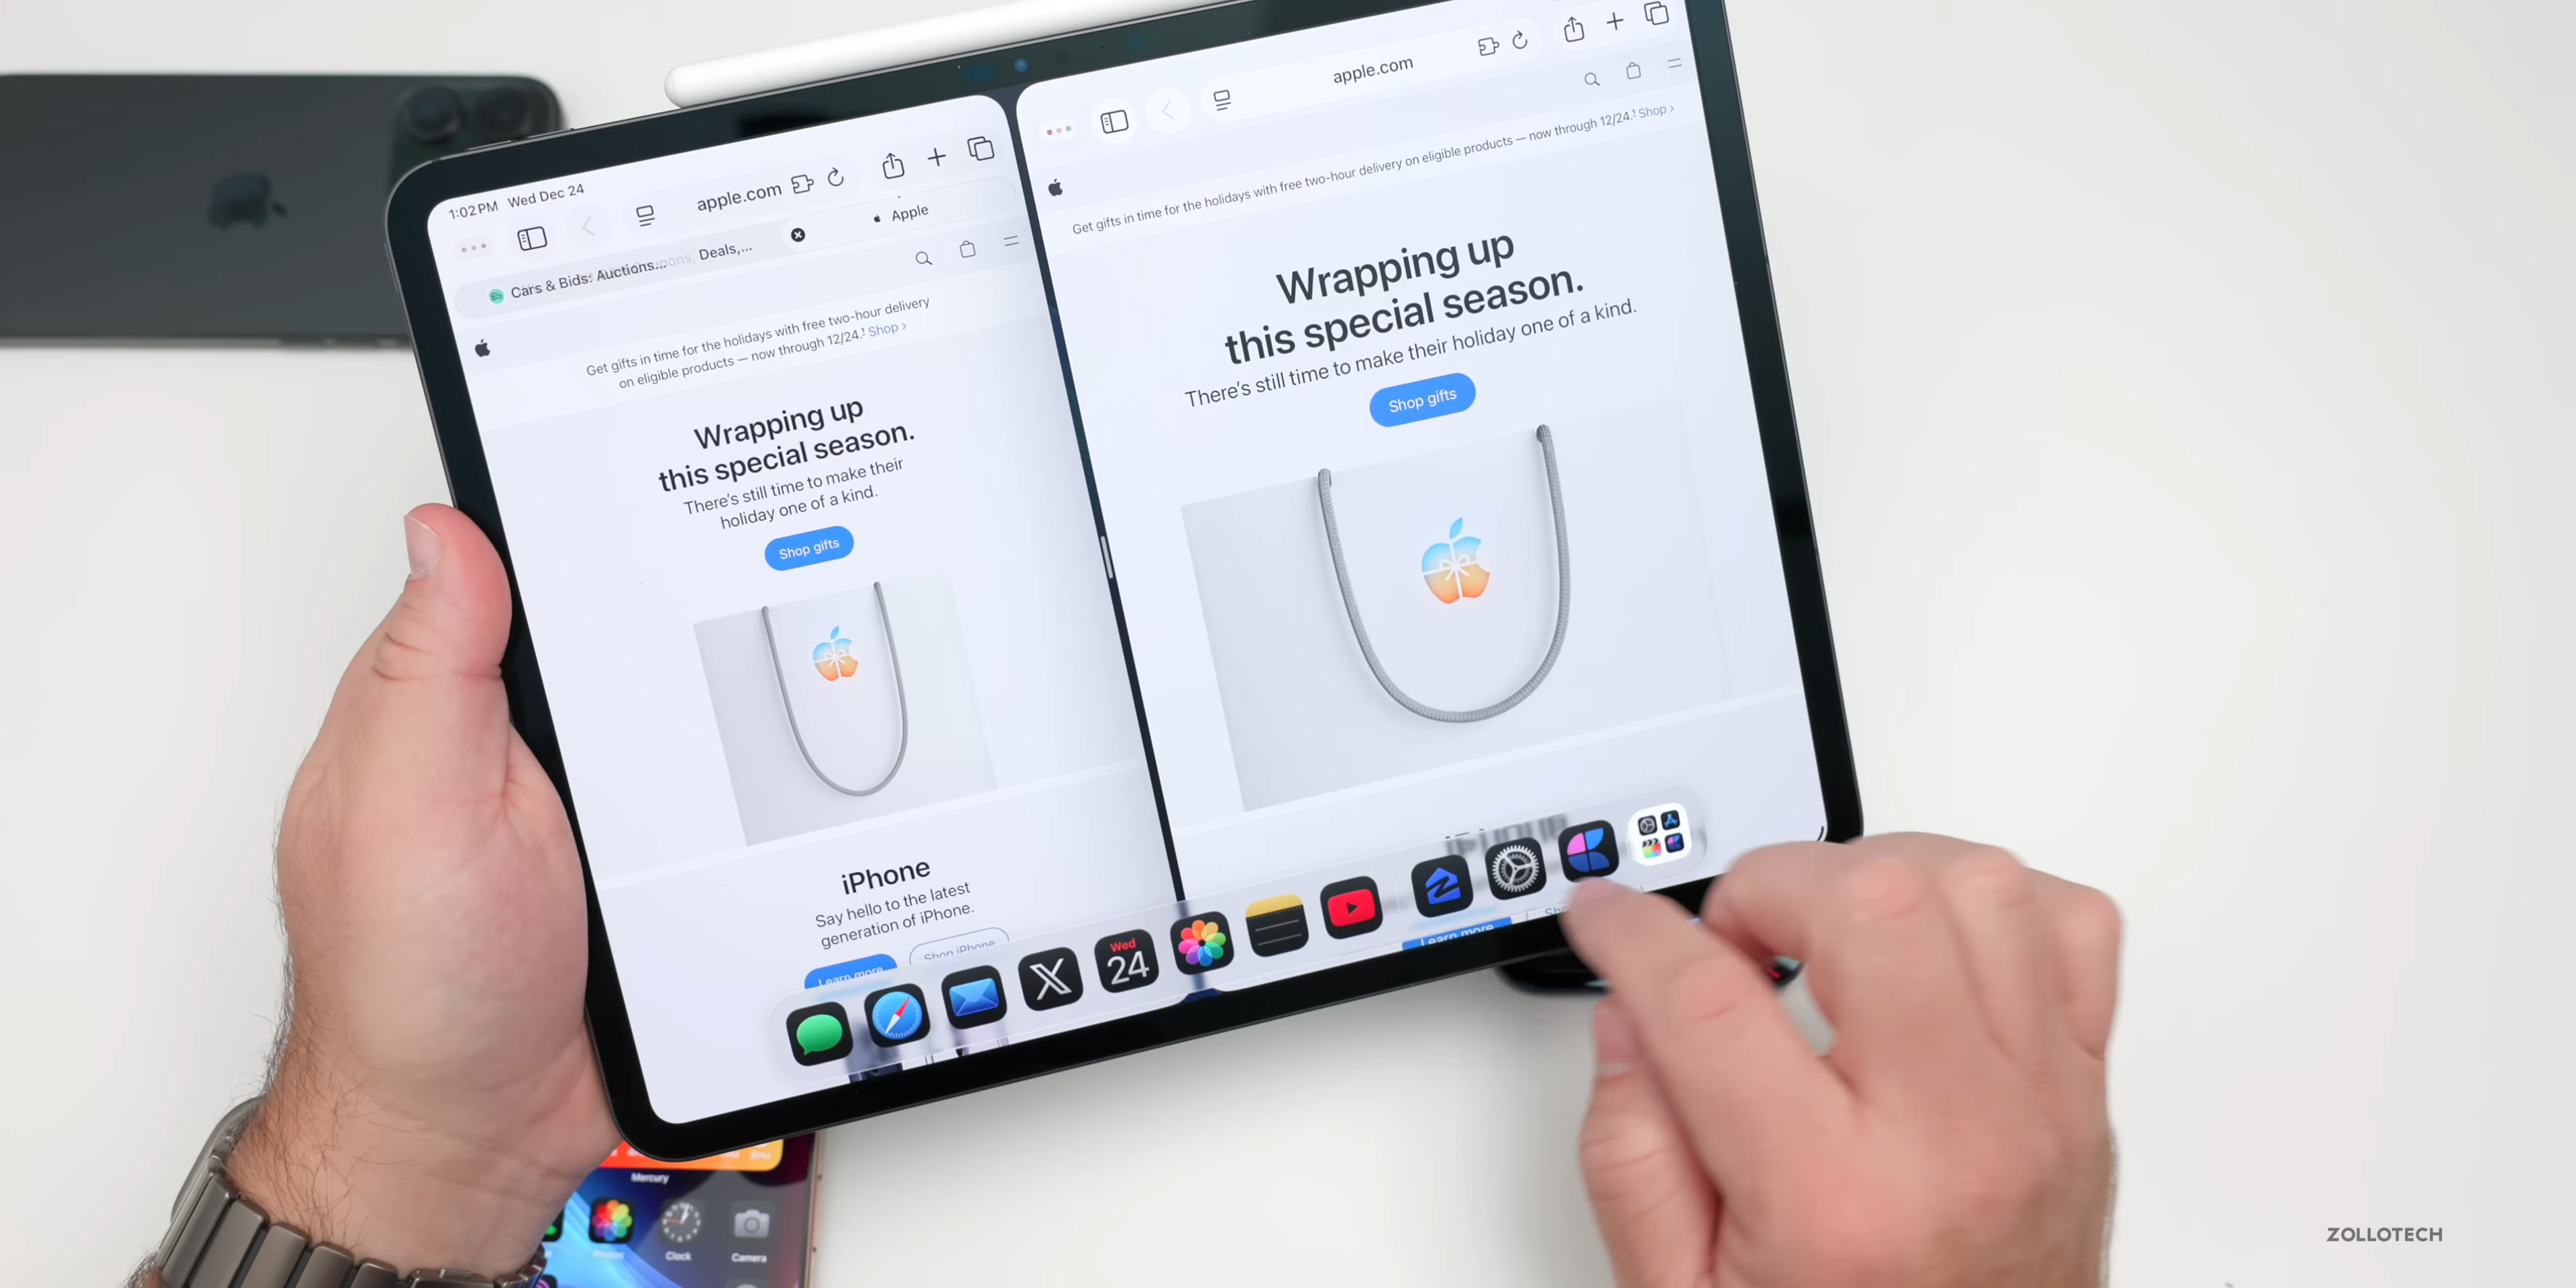 1:02 PM Wed Dec 24
apple.com
Cars & Bids: Auctions... Deals,...
Apple
Get gifts in time for the holidays with free two-hour delivery
on eligible products — now through 12/24.¹ Shop ›
Wrapping up
this special season.
There's still time to make their
holiday one of a kind.
Shop gifts
iPhone
Say hello to the latest
generation of iPhone.
Learn more
Shop iPhone
apple.com
Get gifts in time for the holidays with free two-hour delivery on eligible products — now through 12/24.¹ Shop ›
Wrapping up
this special season.
There's still time to make their holiday one of a kind.
Shop gifts
iPhone
Learn more
Wed
24
Mercury
Photos
Clock
Camera
ZOLLOTECH